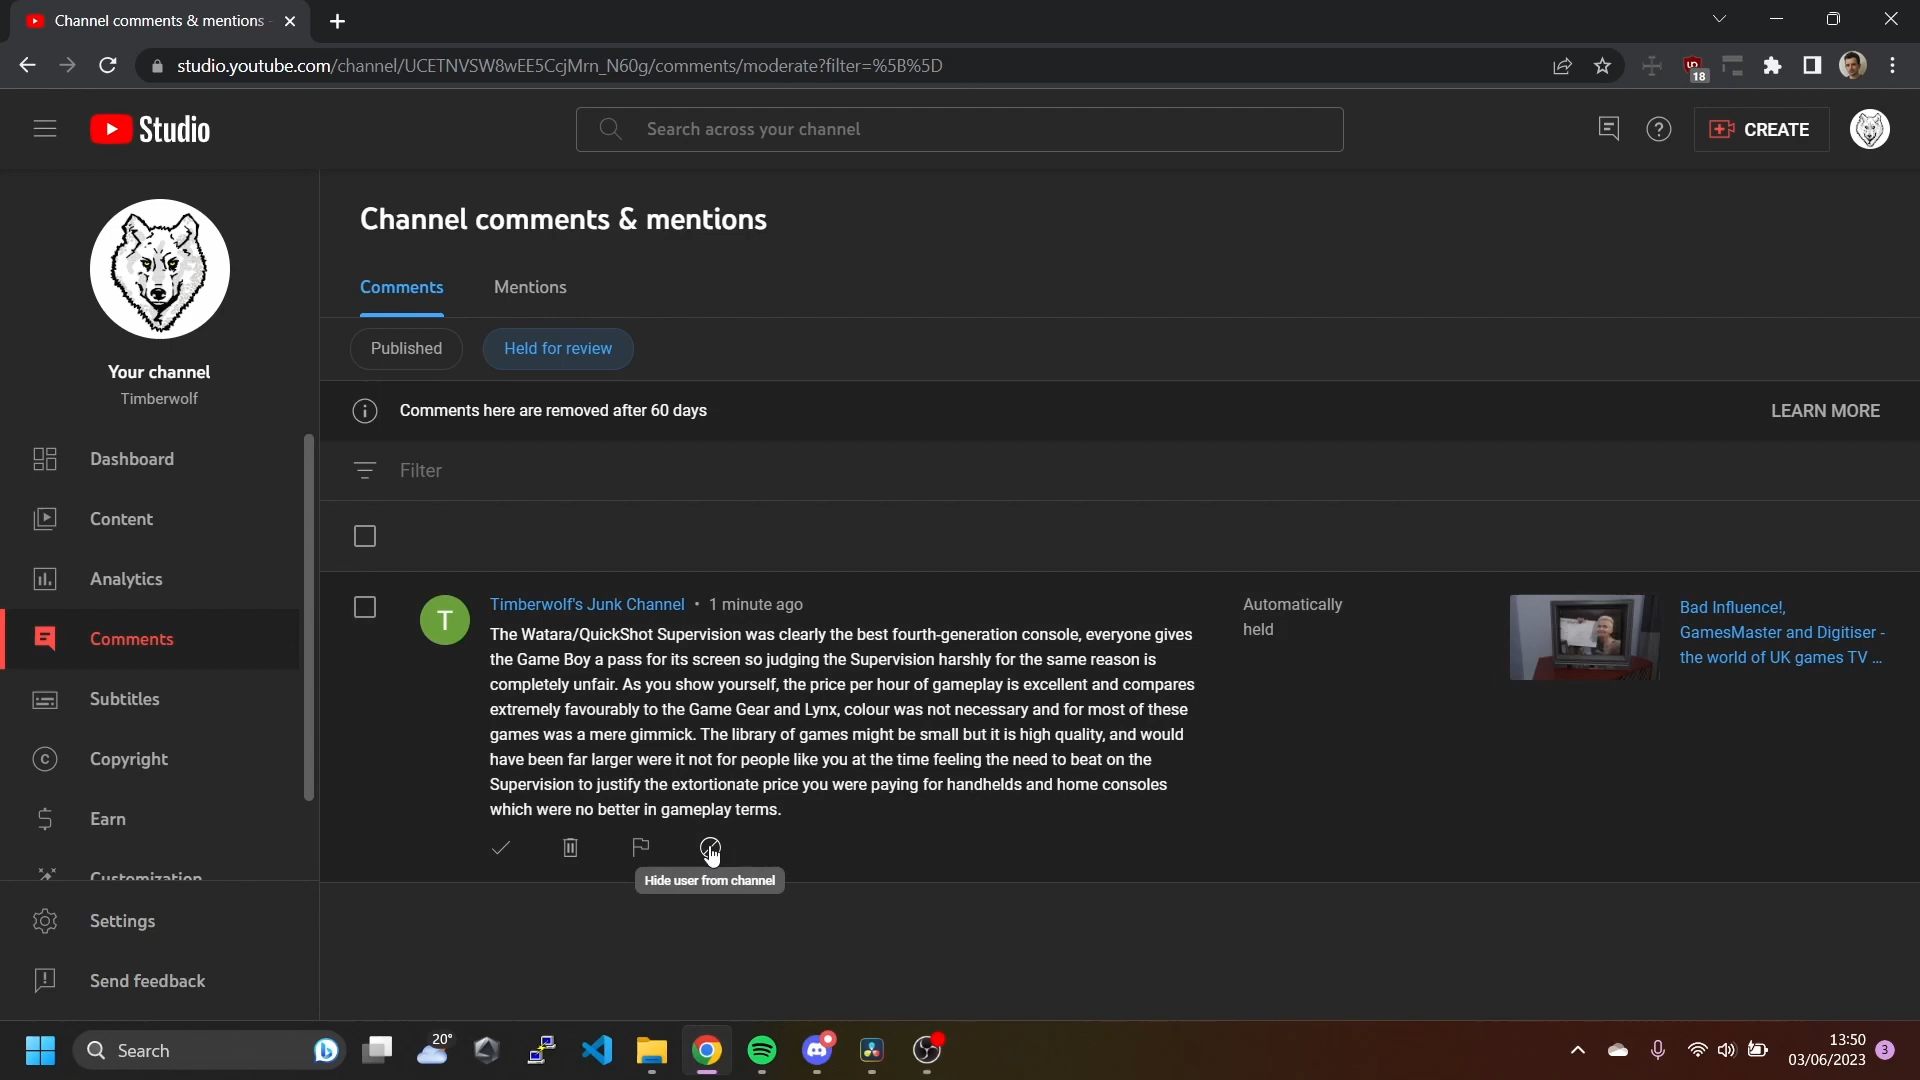 Channel comments & mentions -
studio.youtube.com/channel/UCETNVSW8wEE5CcjMrn_N60g/comments/moderate?filter=%5B%5D
18
Studio
Search across your channel
CREATE
Your channel
Timberwolf
Dashboard
Content
Analytics
Comments
Subtitles
Copyright
Earn
Customization
Settings
Send feedback
Channel comments & mentions
Comments
Mentions
Published
Held for review
Comments here are removed after 60 days
LEARN MORE
Filter
T
Timberwolf's Junk Channel • 1 minute ago
The Watara/QuickShot Supervision was clearly the best fourth-generation console, everyone gives
the Game Boy a pass for its screen so judging the Supervision harshly for the same reason is
completely unfair. As you show yourself, the price per hour of gameplay is excellent and compares
extremely favourably to the Game Gear and Lynx, colour was not necessary and for most of these
games was a mere gimmick. The library of games might be small but it is high quality, and would
have been far larger were it not for people like you at the time feeling the need to beat on the
Supervision to justify the extortionate price you were paying for handhelds and home consoles
which were no better in gameplay terms.
Automatically
held
Bad Influence!,
GamesMaster and Digitiser -
the world of UK games TV ...
Hide user from channel
Search
20°
13:50
03/06/2023
3